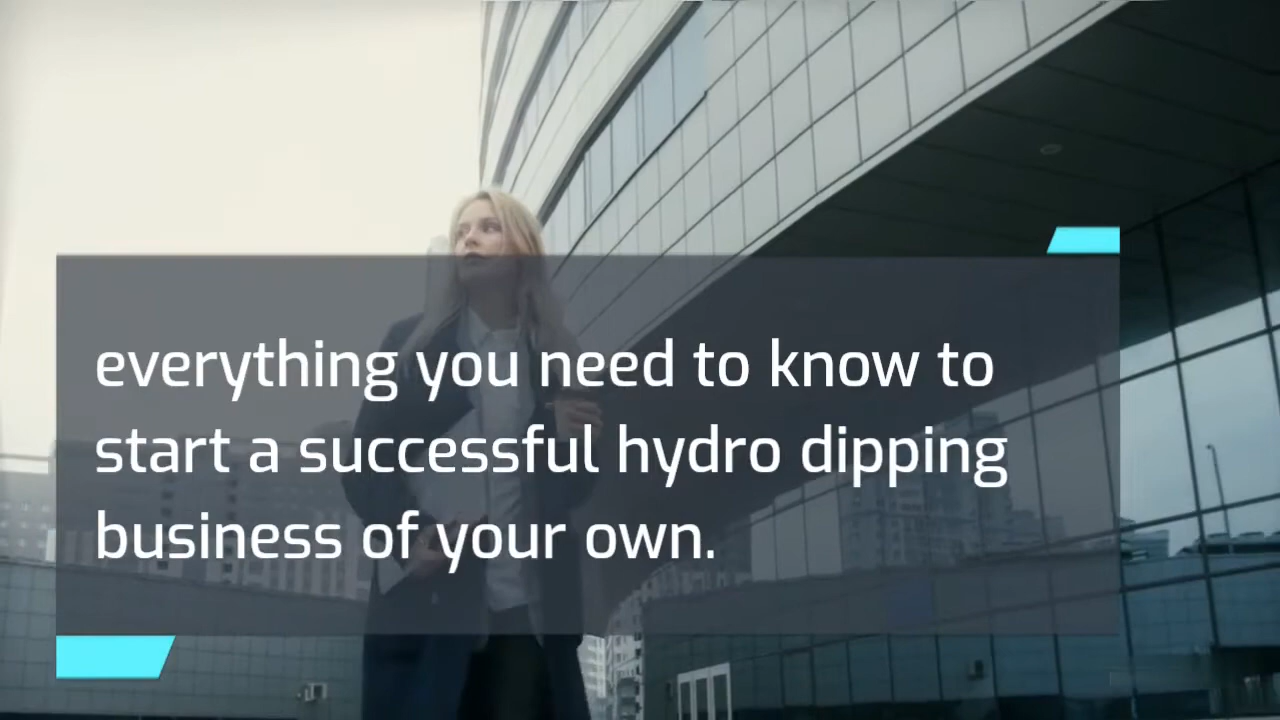 everything you need to know to
start a successful hydro dipping
business of your own.